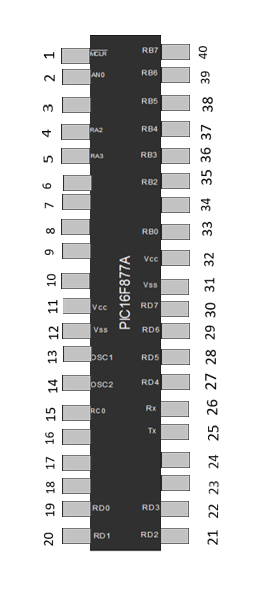 1 MCLR RB7 40
2 AN0 RB6 39
3 RB5 38
4 RA2 RB4 37
5 RA3 RB3 36
6 RB2 35
7 34
8 RB0 33
9 Vcc 32
10 Vss 31
11 Vcc RD7 30
12 Vss RD6 29
13 OSC1 RD5 28
14 OSC2 RD4 27
15 RC0 Rx 26
16 Tx 25
17 24
18 23
19 RD0 RD3 22
20 RD1 RD2 21
PIC16F877A